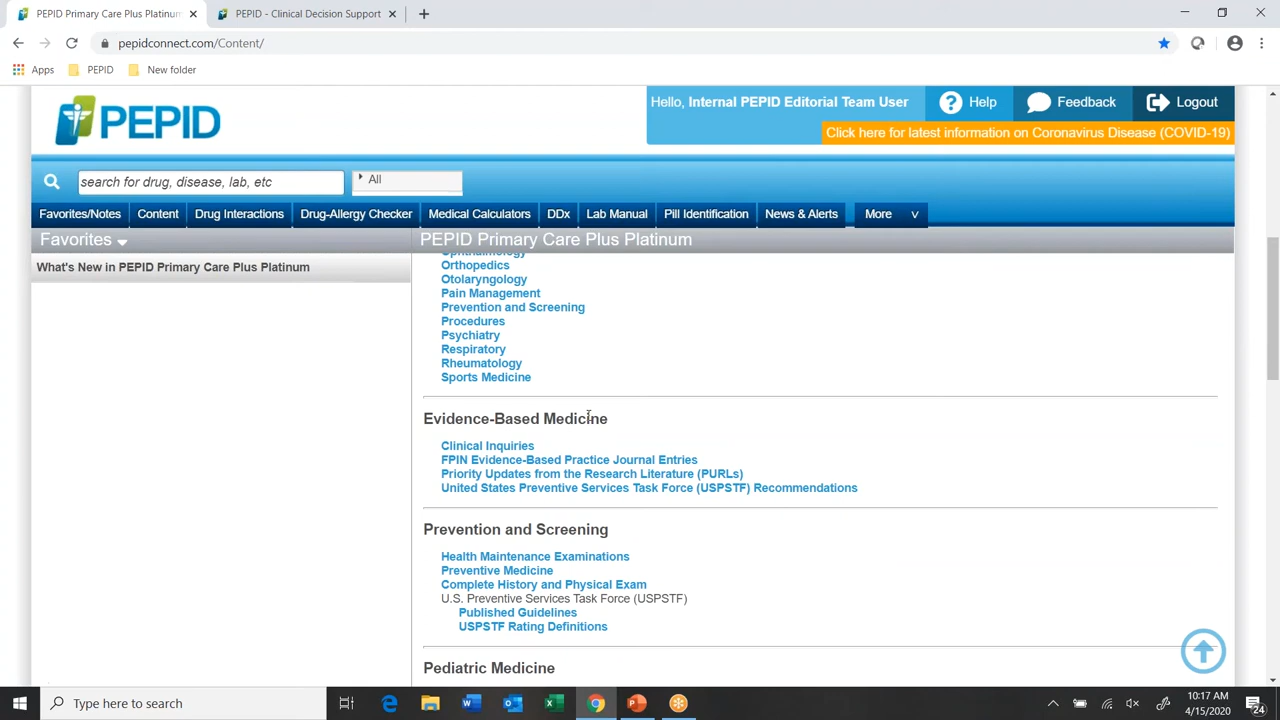 PEPID Primary Care Plus Platinum
PEPID - Clinical Decision Support
pepidconnect.com/Content/
Apps
PEPID
New folder
PEPID
Hello, Internal PEPID Editorial Team User
Help
Feedback
Logout
Click here for latest information on Coronavirus Disease (COVID-19)
search for drug, disease, lab, etc
All
Favorites/Notes
Content
Drug Interactions
Drug-Allergy Checker
Medical Calculators
DDx
Lab Manual
Pill Identification
News & Alerts
More
Favorites
PEPID Primary Care Plus Platinum
What's New in PEPID Primary Care Plus Platinum
Ophthalmology
Orthopedics
Otolaryngology
Pain Management
Prevention and Screening
Procedures
Psychiatry
Respiratory
Rheumatology
Sports Medicine
Evidence-Based Medicine
Clinical Inquiries
FPIN Evidence-Based Practice Journal Entries
Priority Updates from the Research Literature (PURLs)
United States Preventive Services Task Force (USPSTF) Recommendations
Prevention and Screening
Health Maintenance Examinations
Preventive Medicine
Complete History and Physical Exam
U.S. Preventive Services Task Force (USPSTF)
Published Guidelines
USPSTF Rating Definitions
Pediatric Medicine
Type here to search
10:17 AM
4/15/2020
24